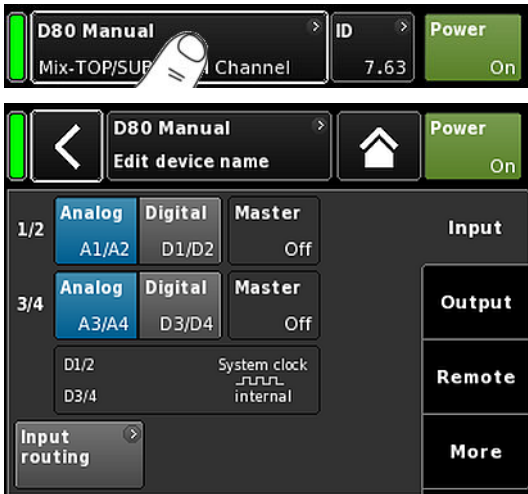 D80 Manual
ID
Power
Mix-TOP/SUB
Channel
7.63
On
D80 Manual
Edit device name
Power
On
1/2
Analog
A1/A2
Digital
D1/D2
Master
Off
Input
3/4
Analog
A3/A4
Digital
D3/D4
Master
Off
Output
D1/2
D3/4
System clock
internal
Remote
Input
routing
More